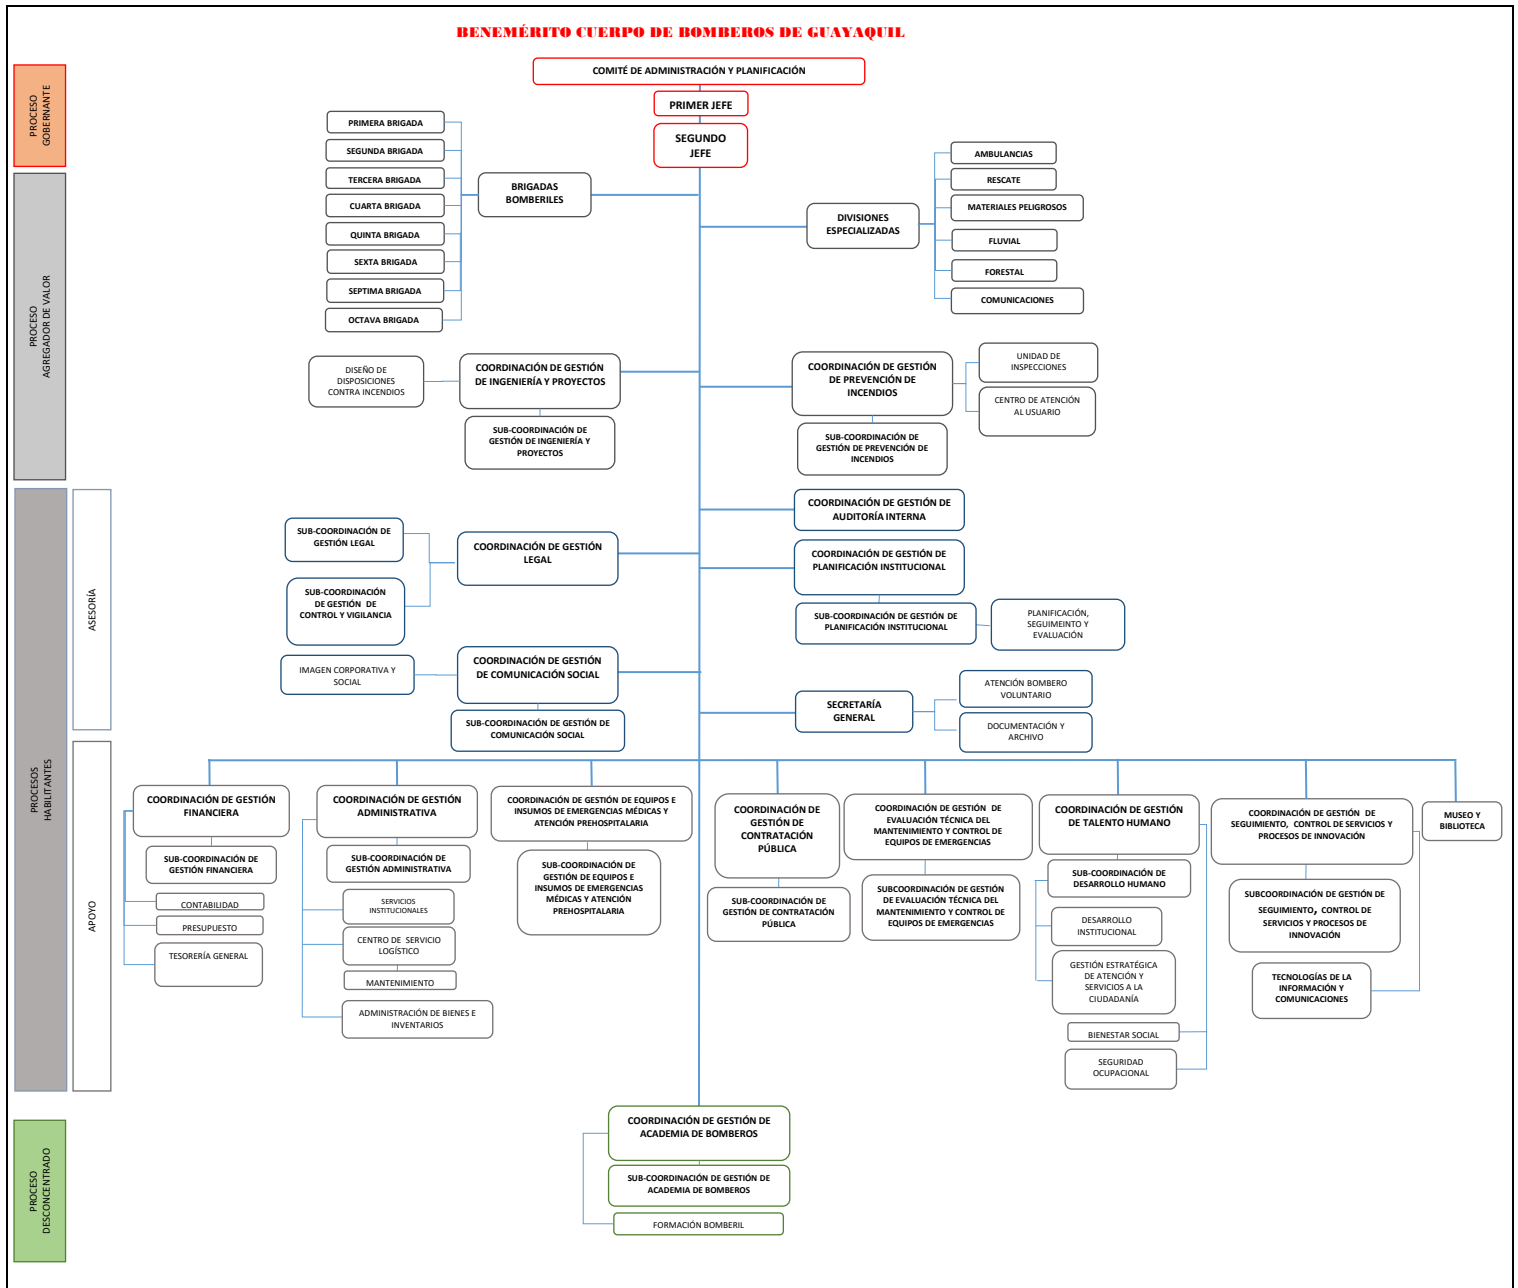 BENEMÉRITO CUERPO DE BOMBEROS DE GUAYAQUIL
PROCESO
GOBERNANTE
COMITÉ DE ADMINISTRACIÓN Y PLANIFICACIÓN
PRIMER JEFE
SEGUNDO
JEFE
PROCESO
AGREGADOR DE VALOR
BRIGADAS
BOMBERILES
PRIMERA BRIGADA
SEGUNDA BRIGADA
TERCERA BRIGADA
CUARTA BRIGADA
QUINTA BRIGADA
SEXTA BRIGADA
SEPTIMA BRIGADA
OCTAVA BRIGADA
DIVISIONES
ESPECIALIZADAS
AMBULANCIAS
RESCATE
MATERIALES PELIGROSOS
FLUVIAL
FORESTAL
COMUNICACIONES
DISEÑO DE
DISPOSICIONES
CONTRA INCENDIOS
COORDINACIÓN DE GESTIÓN
DE INGENIERÍA Y PROYECTOS
SUB-COORDINACIÓN DE
GESTIÓN DE INGENIERÍA Y
PROYECTOS
COORDINACIÓN DE GESTIÓN
DE PREVENCIÓN DE
INCENDIOS
UNIDAD DE
INSPECCIONES
CENTRO DE ATENCIÓN
AL USUARIO
SUB-COORDINACIÓN DE
GESTIÓN DE PREVENCIÓN DE
INCENDIOS
PROCESOS
HABILITANTES
ASESORÍA
SUB-COORDINACIÓN DE
GESTIÓN LEGAL
COORDINACIÓN DE GESTIÓN
LEGAL
SUB-COORDINACIÓN
DE GESTIÓN DE
CONTROL Y VIGILANCIA
COORDINACIÓN DE GESTIÓN DE
AUDITORÍA INTERNA
COORDINACIÓN DE GESTIÓN DE
PLANIFICACIÓN INSTITUCIONAL
SUB-COORDINACIÓN DE GESTIÓN DE
PLANIFICACIÓN INSTITUCIONAL
PLANIFICACIÓN,
SEGUIMEINTO Y
EVALUACIÓN
IMAGEN CORPORATIVA Y
SOCIAL
COORDINACIÓN DE GESTIÓN
DE COMUNICACIÓN SOCIAL
SUB-COORDINACIÓN DE GESTIÓN DE
COMUNICACIÓN SOCIAL
SECRETARÍA
GENERAL
ATENCIÓN BOMBERO
VOLUNTARIO
DOCUMENTACIÓN Y
ARCHIVO
APOYO
COORDINACIÓN DE GESTIÓN
FINANCIERA
SUB-COORDINACIÓN DE
GESTIÓN FINANCIERA
CONTABILIDAD
PRESUPUESTO
TESORERÍA GENERAL
COORDINACIÓN DE GESTIÓN
ADMINISTRATIVA
SUB-COORDINACIÓN DE
GESTIÓN ADMINISTRATIVA
SERVICIOS
INSTITUCIONALES
CENTRO DE SERVICIO
LOGÍSTICO
MANTENIMIENTO
ADMINISTRACIÓN DE BIENES E
INVENTARIOS
COORDINACIÓN DE GESTIÓN DE EQUIPOS E
INSUMOS DE EMERGENCIAS MÉDICAS Y
ATENCIÓN PREHOSPITALARIA
SUB-COORDINACIÓN DE
GESTIÓN DE EQUIPOS E
INSUMOS DE EMERGENCIAS
MÉDICAS Y ATENCIÓN
PREHOSPITALARIA
COORDINACIÓN DE
GESTIÓN DE
CONTRATACIÓN
PÚBLICA
SUB-COORDINACIÓN DE
GESTIÓN DE CONTRATACIÓN
PÚBLICA
COORDINACIÓN DE GESTIÓN DE
EVALUACIÓN TÉCNICA DEL
MANTENIMIENTO Y CONTROL DE
EQUIPOS DE EMERGENCIAS
SUBCOORDINACIÓN DE GESTIÓN
DE EVALUACIÓN TÉCNICA DEL
MANTENIMIENTO Y CONTROL DE
EQUIPOS DE EMERGENCIAS
COORDINACIÓN DE GESTIÓN
DE TALENTO HUMANO
SUB-COORDINACIÓN DE
DESARROLLO HUMANO
DESARROLLO
INSTITUCIONAL
GESTIÓN ESTRATÉGICA
DE ATENCIÓN Y
SERVICIOS A LA
CIUDADANÍA
BIENESTAR SOCIAL
SEGURIDAD
OCUPACIONAL
COORDINACIÓN DE GESTIÓN DE
SEGUIMIENTO, CONTROL DE SERVICIOS Y
PROCESOS DE INNOVACIÓN
SUBCOORDINACIÓN DE GESTIÓN DE
SEGUIMIENTO, CONTROL DE
SERVICIOS Y PROCESOS DE
INNOVACIÓN
TECNOLOGÍAS DE LA
INFORMACIÓN Y
COMUNICACIONES
MUSEO Y
BIBLIOTECA
PROCESO
DESCONCENTRADO
COORDINACIÓN DE GESTIÓN DE
ACADEMIA DE BOMBEROS
SUB-COORDINACIÓN DE GESTIÓN DE
ACADEMIA DE BOMBEROS
FORMACIÓN BOMBERIL